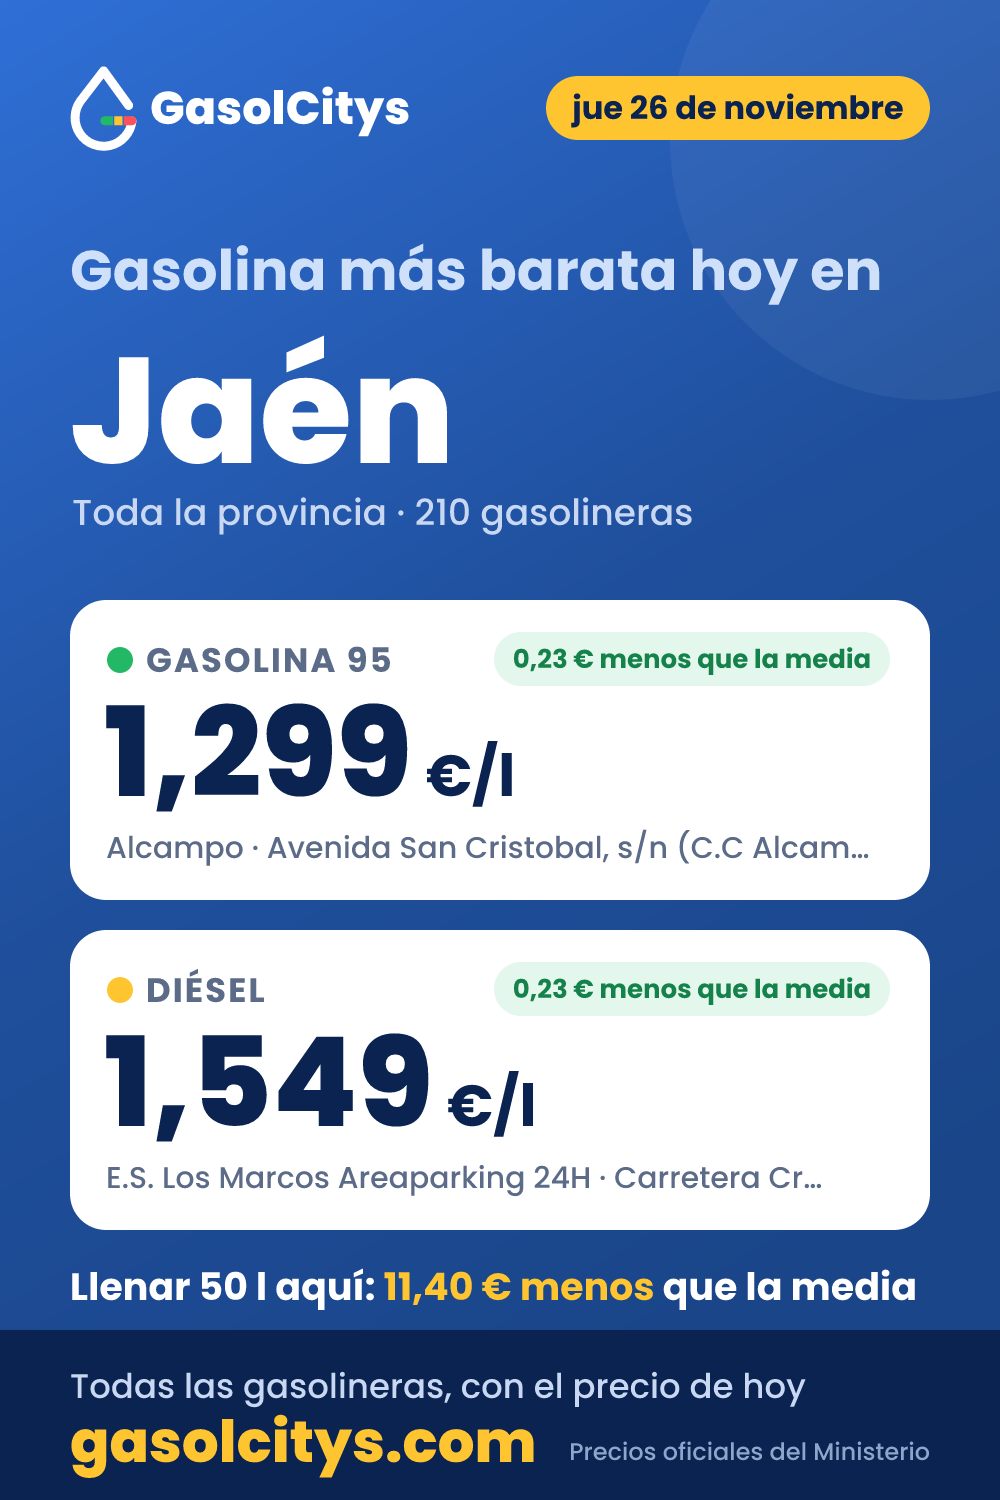 GasolCitys
jue 26 de noviembre
Gasolina más barata hoy en
Jaén
Toda la provincia · 210 gasolineras
GASOLINA 95
0,23 € menos que la media
1,299 €/l
Alcampo · Avenida San Cristobal, s/n (C.C Alcam...
DIÉSEL
0,23 € menos que la media
1,549 €/l
E.S. Los Marcos Areaparking 24H · Carretera Cr...
Llenar 50 l aquí: 11,40 € menos que la media
Todas las gasolineras, con el precio de hoy
gasolcitys.com
Precios oficiales del Ministerio